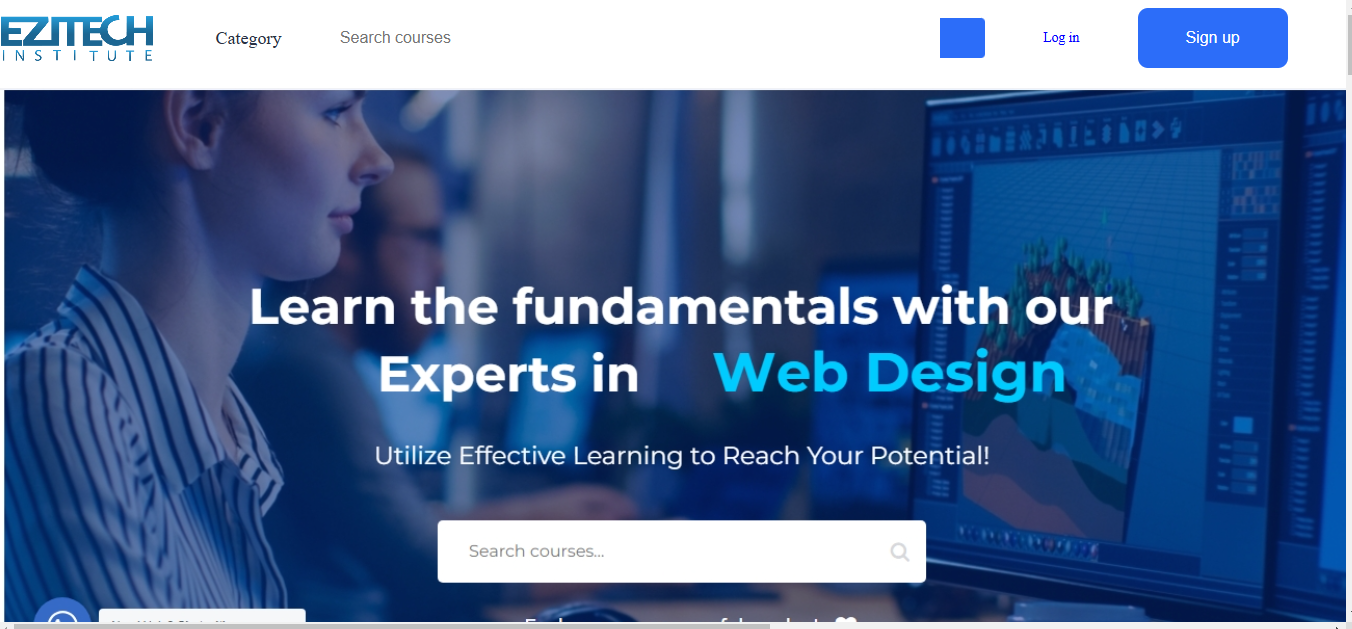 EZITECH
INSTITUTE
Category
Search courses
Log in
Sign up
Learn the fundamentals with our
Experts in Web Design
Utilize Effective Learning to Reach Your Potential!
Search courses...